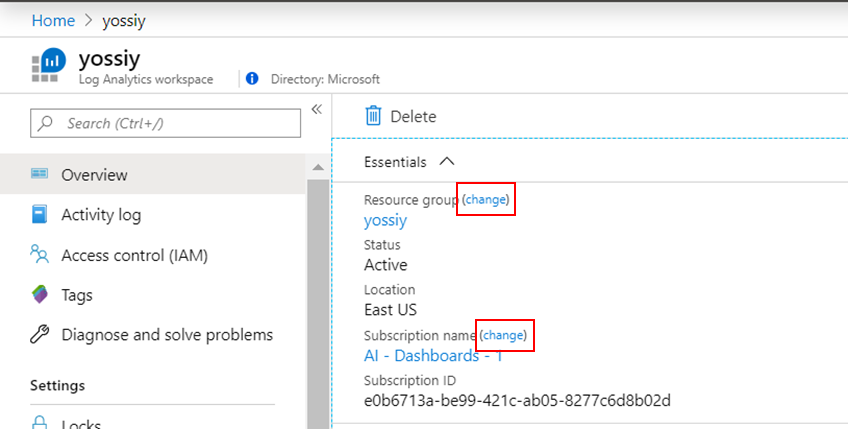 Home > yossiy
yossiy
Log Analytics workspace
Directory: Microsoft
Search (Ctrl+/)
«
Overview
Activity log
Access control (IAM)
Tags
Diagnose and solve problems
Settings
Locks
Delete
Essentials
Resource group (change)
yossiy
Status
Active
Location
East US
Subscription name (change)
AI - Dashboards - 1
Subscription ID
e0b6713a-be99-421c-ab05-8277c6d8b02d